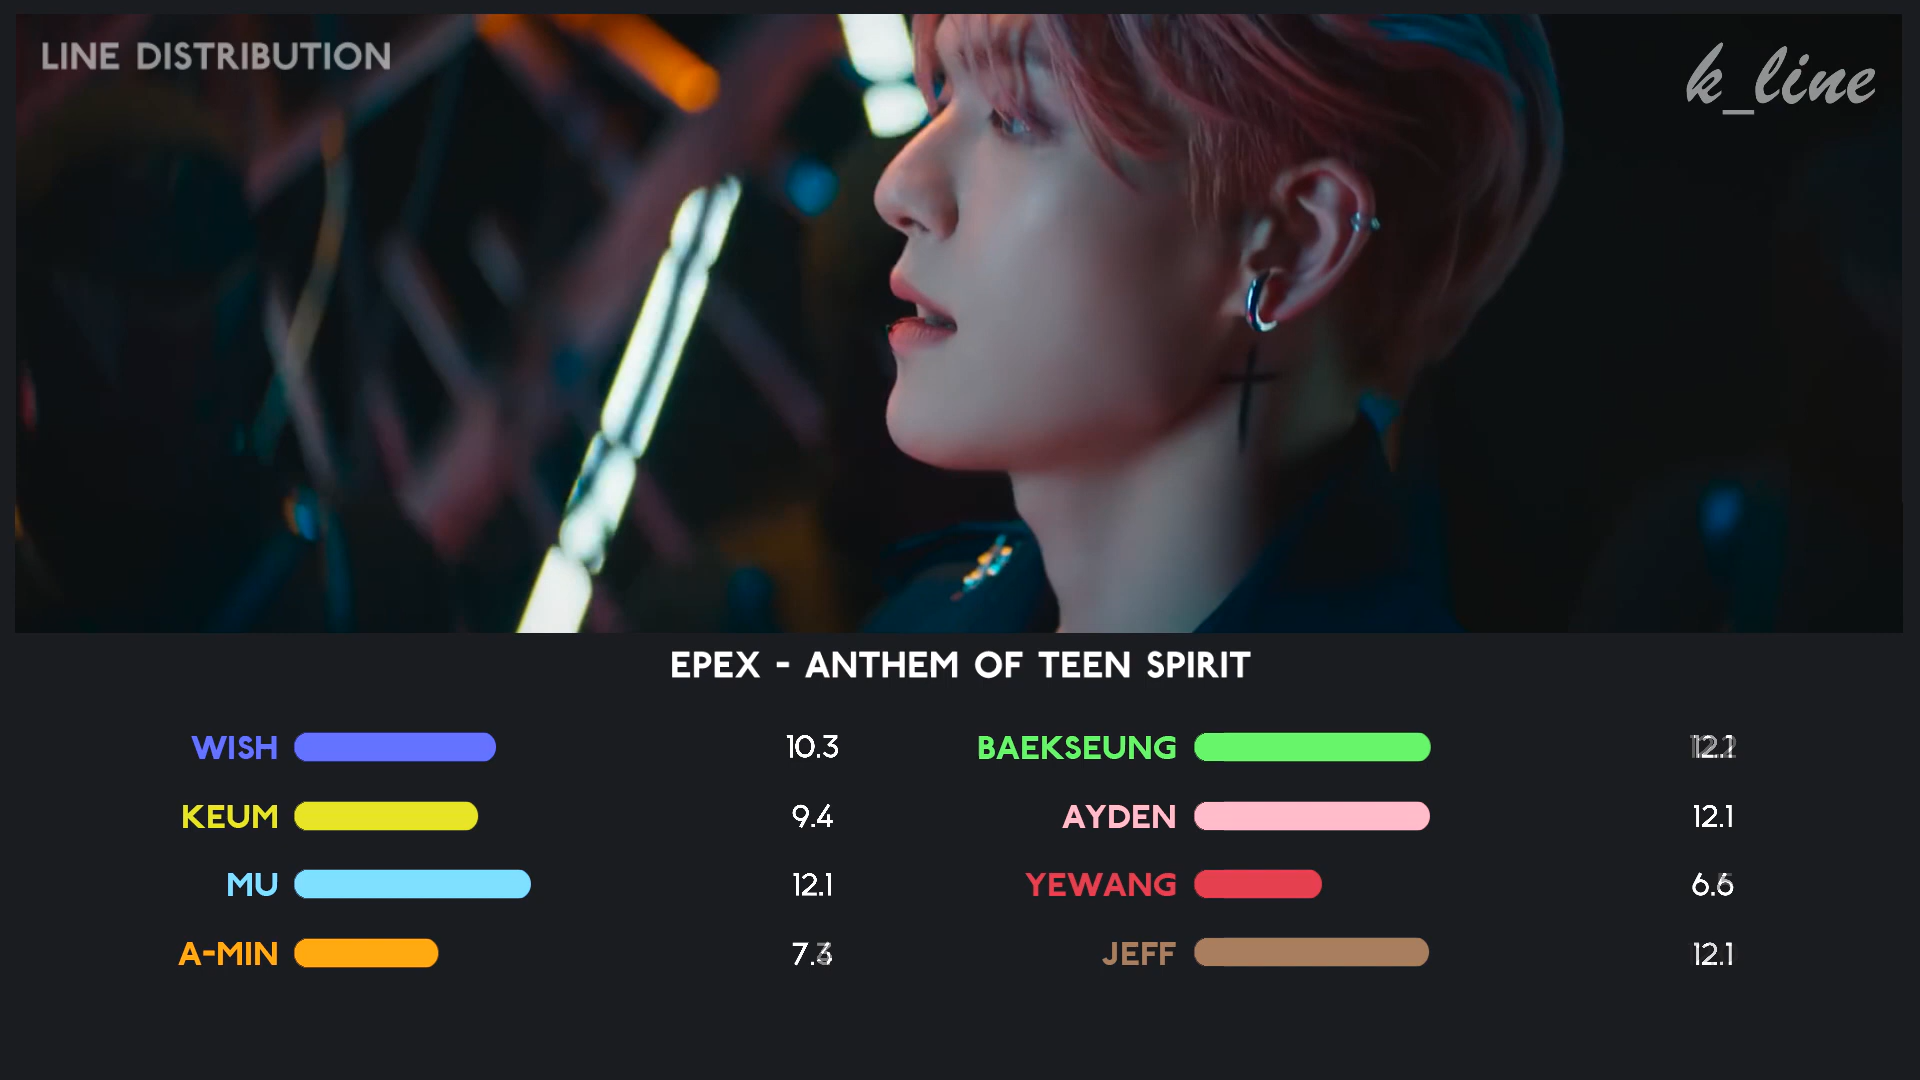 LINE DISTRIBUTION
k_line
EPEX - ANTHEM OF TEEN SPIRIT
WISH 10.3
BAEKSEUNG
KEUM 9.4
AYDEN 12.1
MU 12.1
YEWANG
A-MIN
JEFF 12.1